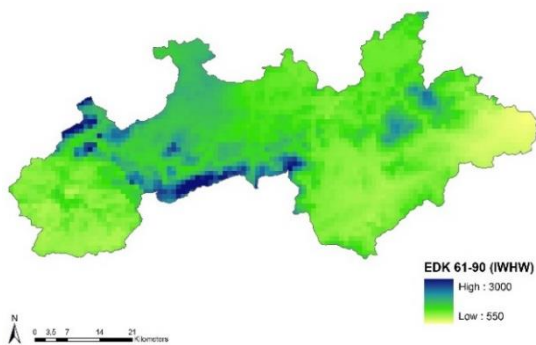 EDK 61-90 (IWHW)
High : 3000
Low : 550
N
0 3,5 7 14 21
Kilometers